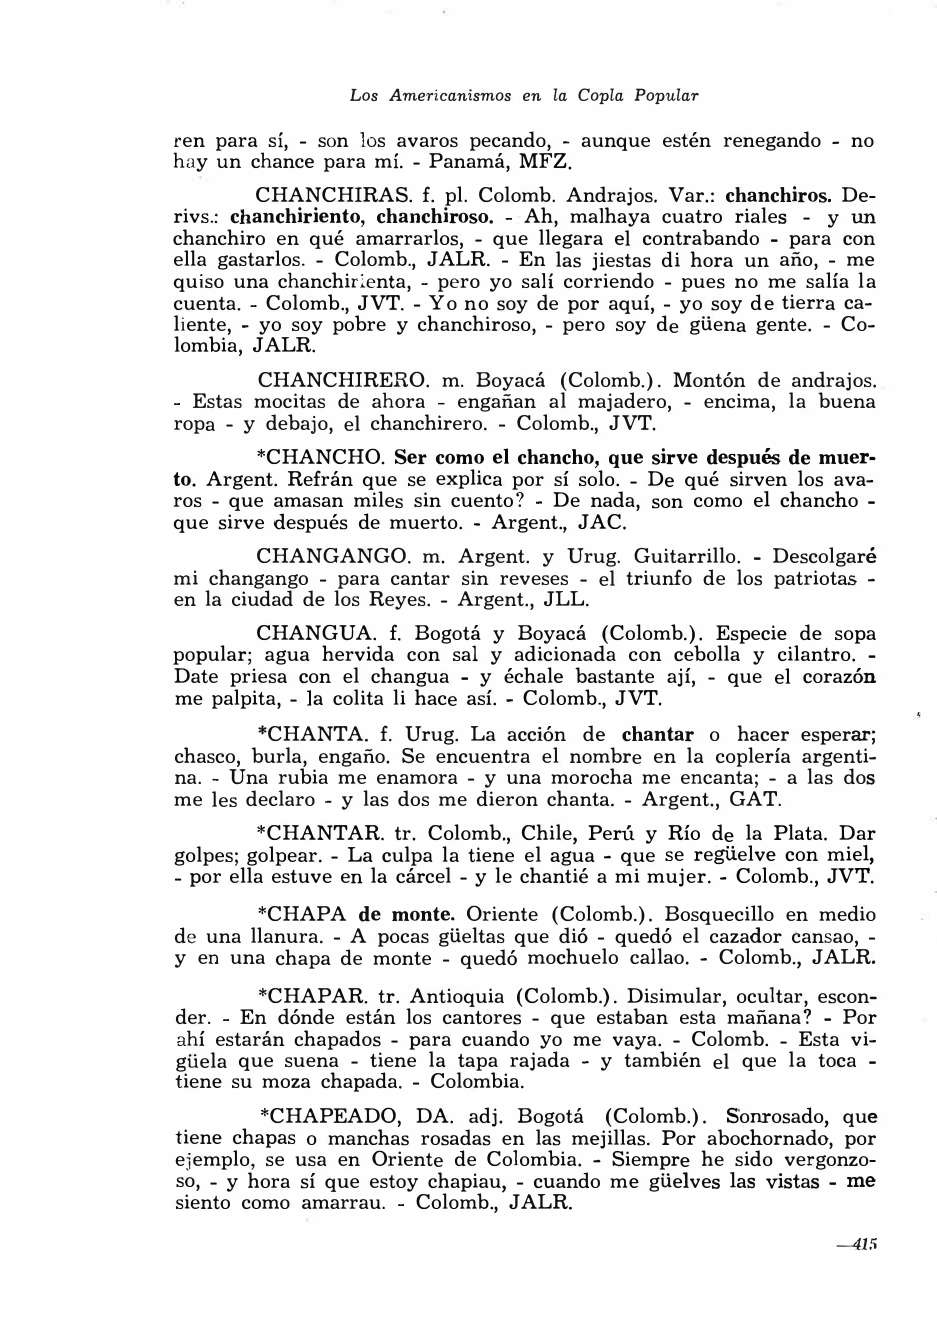 Los Americanismos en la Copla Popular
ren para sí, - son los avaros pecando, - aunque estén renegando - no
hay un chance para mí. - Panamá, MFZ.
CHANCHIRAS. f. pl. Colomb. Andrajos. Var.: chanchiros. De-
rivs.: chanchiriento, chanchiroso. - Ah, malhaya cuatro riales - y un
chanchiro en qué amarrarlos, - que llegara el contrabando - para con
ella gastarlos. - Colomb., JALR. - En las jiestas di hora un año, - me
quiso una chanchirienta, - pero yo salí corriendo - pues no me salía la
cuenta. - Colomb., JVT. - Yo no soy de por aquí, - yo soy de tierra ca-
liente, - yo soy pobre y chanchiroso, - pero soy de güena gente. - Co-
lombia, JALR.
CHANCHIRERO. m. Boyacá (Colomb.). Montón de andrajos.
- Estas mocitas de ahora - engañan al majadero, - encima, la buena
ropa - y debajo, el chanchirero. - Colomb., JVT.
*CHANCHO. Ser como el chancho, que sirve después de muer-
to. Argent. Refrán que se explica por sí solo. - De qué sirven los ava-
ros - que amasan miles sin cuento? - De nada, son como el chancho -
que sirve después de muerto. - Argent., JAC.
CHANGANGO. m. Argent. y Urug. Guitarrillo. - Descolgaré
mi changango - para cantar sin reveses - el triunfo de los patriotas -
en la ciudad de los Reyes. - Argent., JLL.
CHANGUA. f. Bogotá y Boyacá (Colomb.). Especie de sopa
popular; agua hervida con sal y adicionada con cebolla y cilantro. -
Date priesa con el changua - y échale bastante ají, - que el corazón
me palpita, - la colita li hace así. - Colomb., JVT.
*CHANTA. f. Urug. La acción de chantar o hacer esperar;
chasco, burla, engaño. Se encuentra el nombre en la coplería argenti-
na. - Una rubia me enamora - y una morocha me encanta; - a las dos
me les declaro - y las dos me dieron chanta. - Argent., GAT.
*CHANTAR. tr. Colomb., Chile, Perú y Río de la Plata. Dar
golpes; golpear. - La culpa la tiene el agua - que se regüelve con miel,
- por ella estuve en la cárcel - y le chantié a mi mujer. - Colomb., JVT.
*CHAPA de monte. Oriente (Colomb.). Bosquecillo en medio
de una llanura. - A pocas güeltas que dió - quedó el cazador cansao, -
y en una chapa de monte - quedó mochuelo callao. - Colomb., JALR.
*CHAPAR. tr. Antioquia (Colomb.). Disimular, ocultar, escon-
der. - En dónde están los cantores - que estaban esta mañana? - Por
ahí estarán chapados - para cuando yo me vaya. - Colomb. - Esta vi-
güela que suena - tiene la tapa rajada - y también el que la toca -
tiene su moza chapada. - Colombia.
*CHAPEADO, DA. adj. Bogotá (Colomb.). Sonrosado, que
tiene chapas o manchas rosadas en las mejillas. Por abochornado, por
ejemplo, se usa en Oriente de Colombia. - Siempre he sido vergonzo-
so, - y hora sí que estoy chapiau, - cuando me güelves las vistas - me
siento como amarrau. - Colomb., JALR.
—415